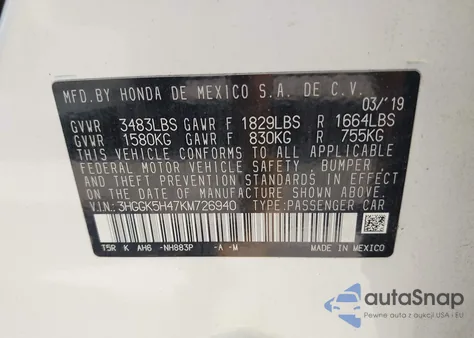 MFD.BY HONDA DE MEXICO S.A. DE C.V.
03/'19
GVWR 3483LBS GAWR F 1829LBS R 1664LBS
GVWR 1580KG GAWR F 830KG R 755KG
THIS VEHICLE CONFORMS TO ALL APPLICABLE
FEDERAL MOTOR VEHICLE SAFETY, BUMPER,
AND THEFT PREVENTION STANDARDS IN EFFECT ON
THE DATE OF MANUFACTURE SHOWN ABOVE.
V.I.N.: 3HGGK5H47KM726940 TYPE:PASSENGER CAR
T5R K AH6 -NH883P -A -M
MADE IN MEXICO
autaSnap
Pewne auta z aukcji USA i EU